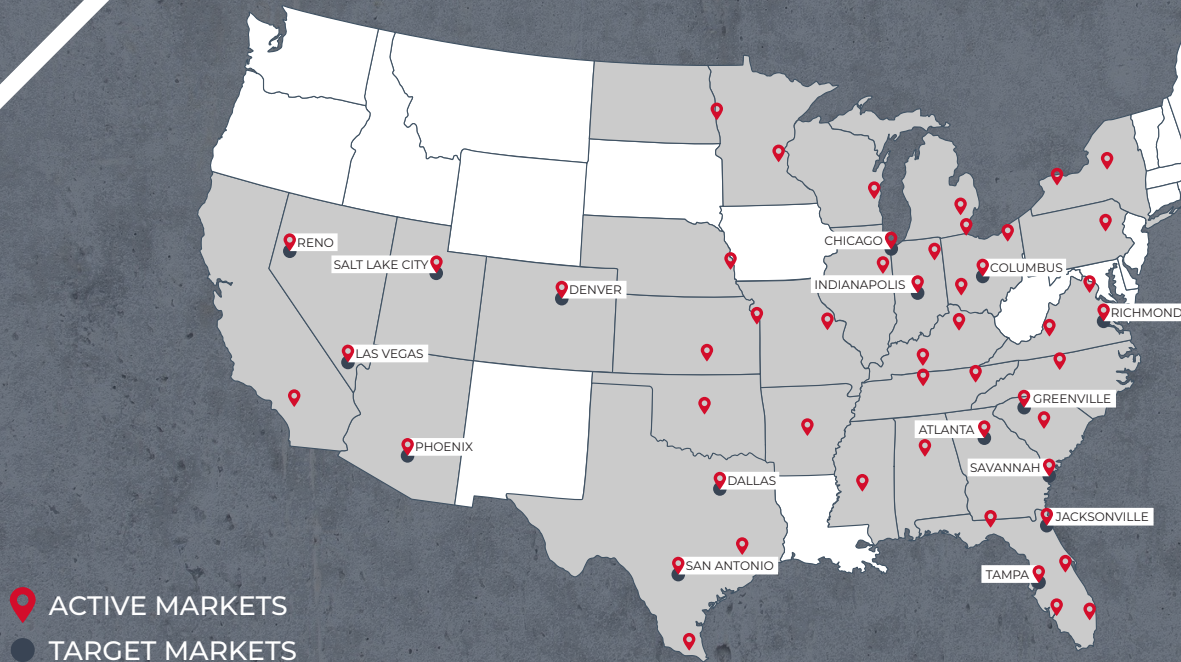 RENO
SALT LAKE CITY
DENVER
LAS VEGAS
PHOENIX
CHICAGO
INDIANAPOLIS
COLUMBUS
RICHMOND
GREENVILLE
ATLANTA
SAVANNAH
DALLAS
JACKSONVILLE
SAN ANTONIO
TAMPA
ACTIVE MARKETS
TARGET MARKETS